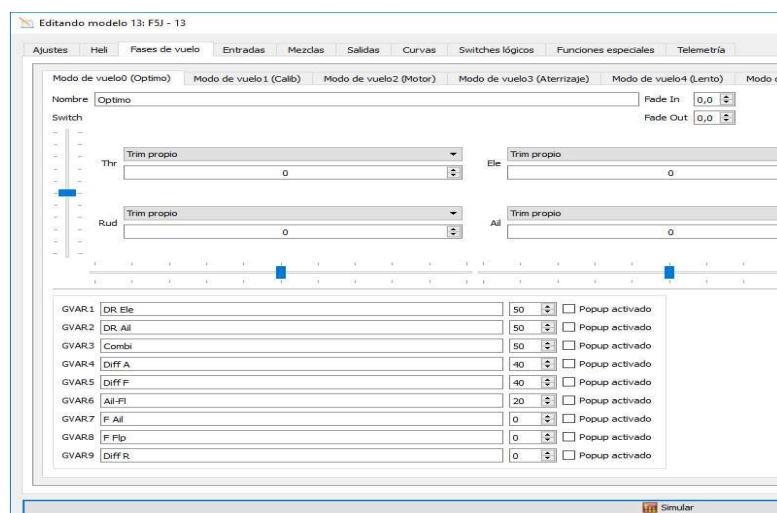 Editando modelo 13: F5J - 13
Ajustes Heli Fases de vuelo Entradas Mezclas Salidas Curvas Switches lógicos Funciones especiales Telemetría
Modo de vuelo0 (Optimo) Modo de vuelo1 (Calib) Modo de vuelo2 (Motor) Modo de vuelo3 (Aterrizaje) Modo de vuelo4 (Lento) Modo
Nombre Optimo Fade In 0,0
Switch Fade Out 0,0
Thr Trim propio Ele Trim propio
0 0
Rud Trim propio Ail Trim propio
0 0
GVAR1 DR Ele 50 Popup activado
GVAR2 DR Ail 50 Popup activado
GVAR3 Combi 50 Popup activado
GVAR4 Diff A 40 Popup activado
GVAR5 Diff F 40 Popup activado
GVAR6 Ail-Fl 20 Popup activado
GVAR7 F Ail 0 Popup activado
GVAR8 F Flp 0 Popup activado
GVAR9 Diff R 0 Popup activado
Simular